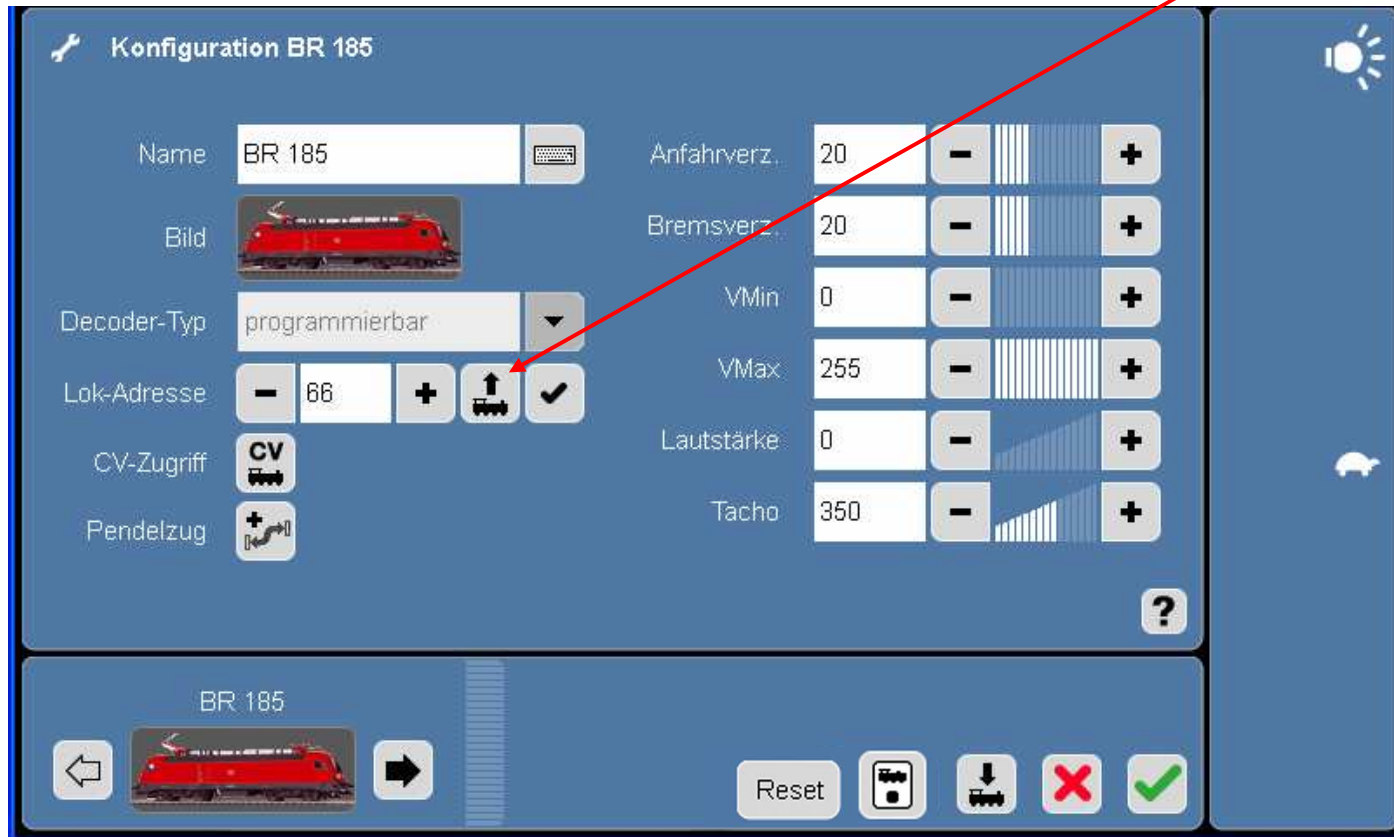 Konfiguration BR 185
Name BR 185
Bild
Decoder-Typ programmierbar
Lok-Adresse - 66 +
CV-Zugriff CV
Pendelzug +
Anfahrverz. 20 - +
Bremsverz. 20 - +
VMin 0 - +
VMax 255 - +
Lautstärke 0 - +
Tacho 350 - +
?
BR 185
Reset